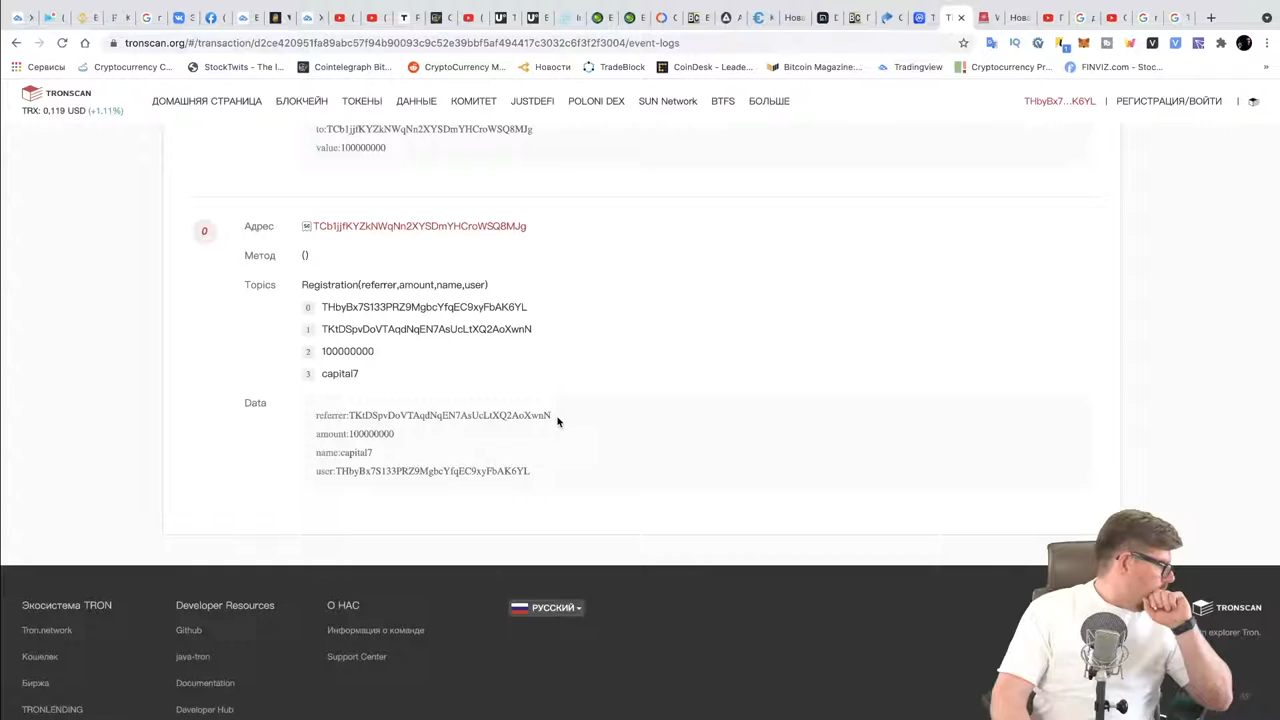 tronscan.org/#/transaction/d2ce420951fa89abc57f94b90093c9c52e39bbf5af494417c3032c6f3f2f3004/event-logs
Сервисы Cryptocurrency C... StockTwits - The l... Cointelegraph Bit... CryptoCurrency M... Новости TradeBlock CoinDesk - Leade... Bitcoin Magazine:... Tradingview Cryptocurrency Pr... FINVIZ.com - Stoc...
TRONSCAN
TRX: 0,119 USD (+1.11%)
ДОМАШНЯЯ СТРАНИЦА БЛОКЧЕЙН ТОКЕНЫ ДАННЫЕ КОМИТЕТ JUSTDEFI POLONI DEX SUN Network BTFS БОЛЬШЕ THbyBx7...K6YL РЕГИСТРАЦИЯ/ВОЙТИ
to:TCb1jjfKYZkNWqNn2XYSDmYHCroWSQ8MJg
value:100000000
0
Адрес TCb1jjfKYZkNWqNn2XYSDmYHCroWSQ8MJg
Метод ()
Topics Registration(referrer,amount,name,user)
0 THbyBx7S133PRZ9MgbcYfqEC9xyFbAK6YL
1 TKtDSpvDoVTAqdNqEN7AsUcLtXQ2AoXwnN
2 100000000
3 capital7
Data
referrer:TKtDSpvDoVTAqdNqEN7AsUcLtXQ2AoXwnN
amount:100000000
name:capital7
user:THbyBx7S133PRZ9MgbcYfqEC9xyFbAK6YL
Экосистема TRON Developer Resources О НАС РУССКИЙ TRONSCAN
Tron.network Github Информация о команде explorer Tron.
Кошелек java-tron Support Center
Биржа Documentation
TRONLENDING Developer Hub